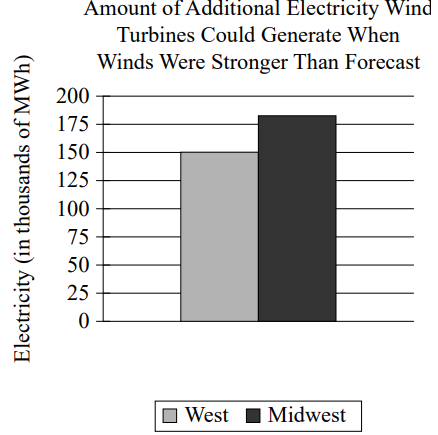 Amount of Additional Electricity Wind
Turbines Could Generate When
Winds Were Stronger Than Forecast
Electricity (in thousands of MWh)
200
175
150
125
100
75
50
25
0
West Midwest